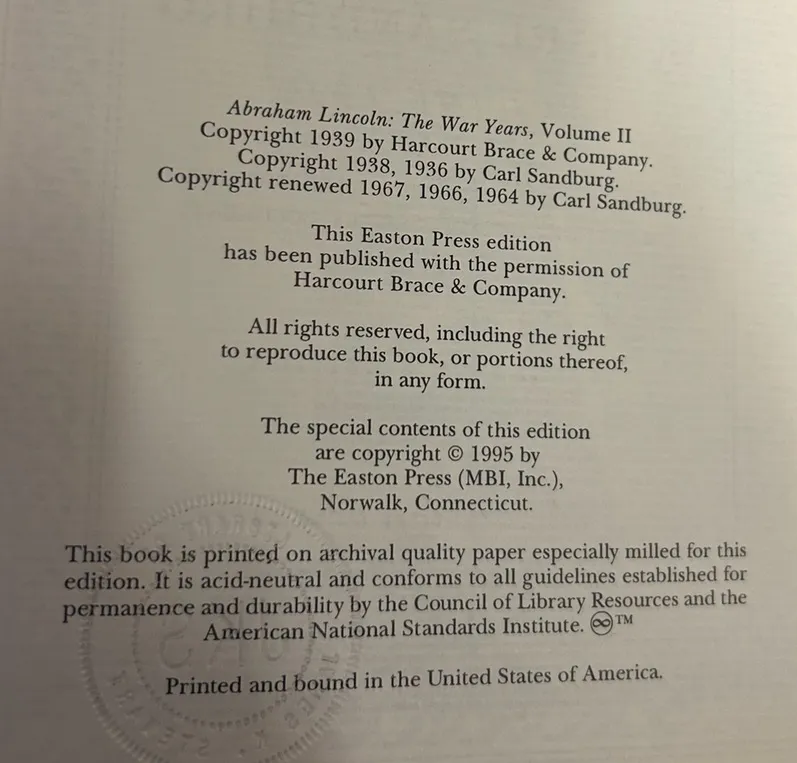 Abraham Lincoln: The War Years, Volume II
Copyright 1939 by Harcourt Brace & Company.
Copyright 1938, 1936 by Carl Sandburg.
Copyright renewed 1967, 1966, 1964 by Carl Sandburg.
This Easton Press edition
has been published with the permission of
Harcourt Brace & Company.
All rights reserved, including the right
to reproduce this book, or portions thereof,
in any form.
The special contents of this edition
are copyright © 1995 by
The Easton Press (MBI, Inc.),
Norwalk, Connecticut.
This book is printed on archival quality paper especially milled for this
edition. It is acid-neutral and conforms to all guidelines established for
permanence and durability by the Council of Library Resources and the
American National Standards Institute. ♾™
Printed and bound in the United States of America.